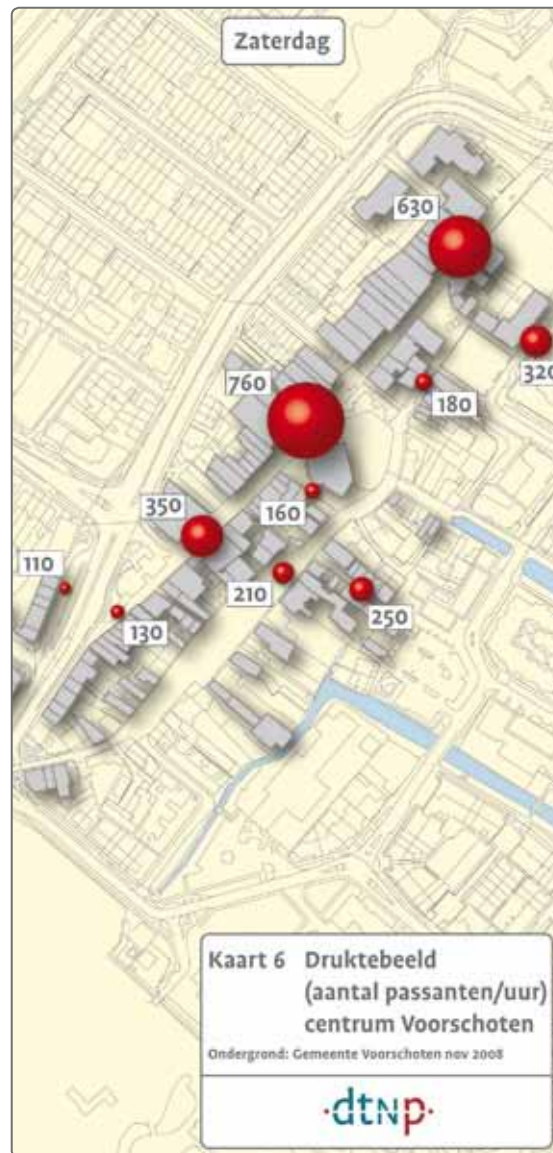 Zaterdag
630
320
760
180
350
160
110
210
250
130
Kaart 6 Druktebeeld
(aantal passanten/uur)
centrum Voorschoten
Ondergrond: Gemeente Voorschoten nov 2008
·dtnp·